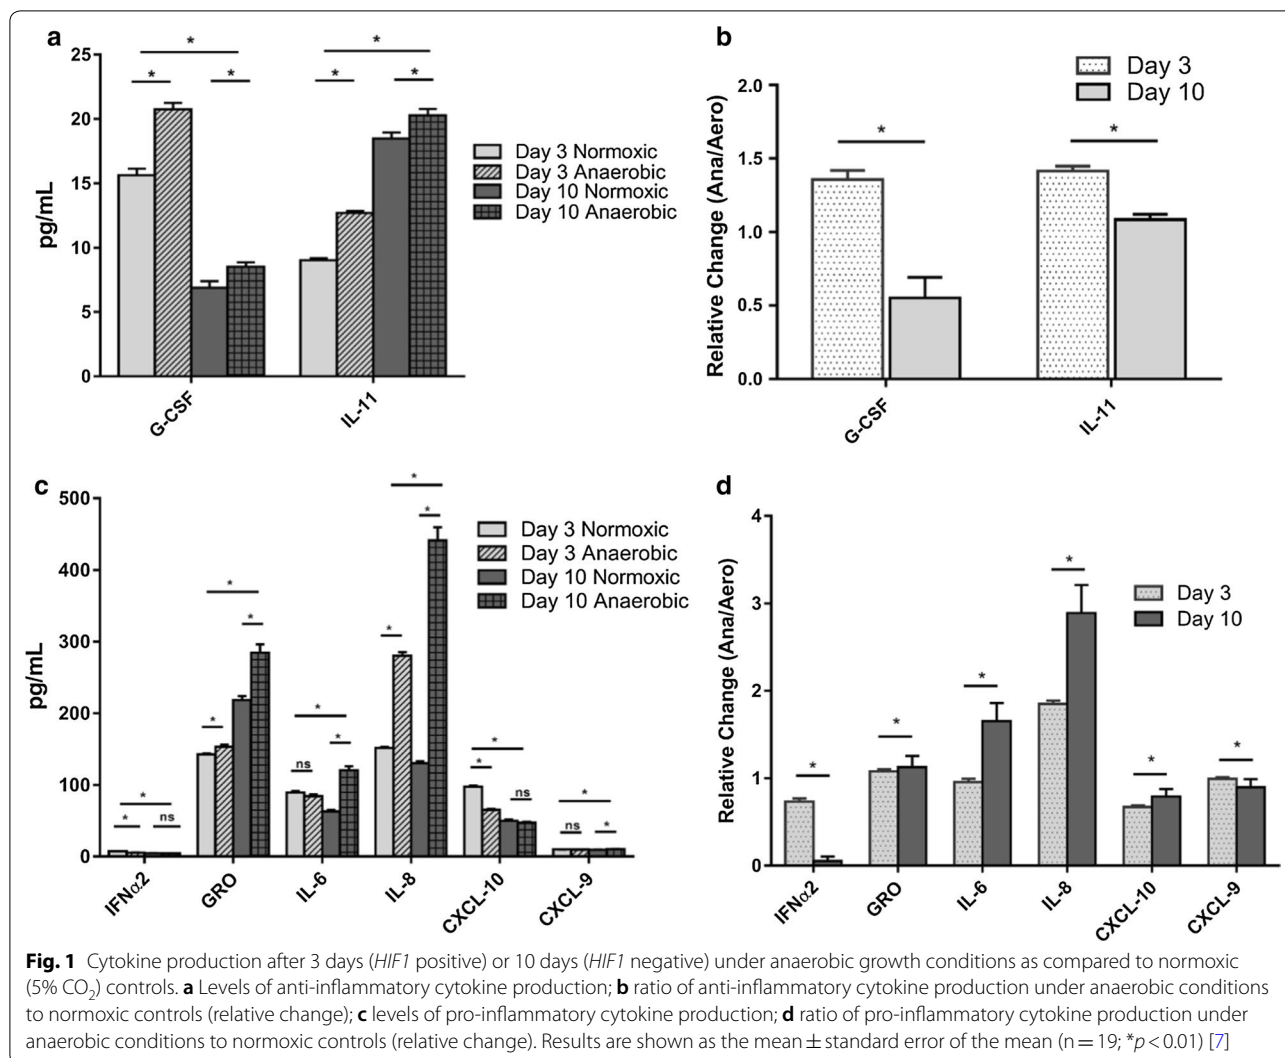 a
25
20
15
10
5
0
pg/mL
* * * * * *
G-CSF
IL-11
Day 3 Normoxic
Day 3 Anaerobic
Day 10 Normoxic
Day 10 Anaerobic
b
Day 3
Day 10
2.0
1.5
1.0
0.5
0.0
Relative Change (Ana/Aero)
* *
G-CSF
IL-11
c
500
400
300
200
100
0
pg/mL
Day 3 Normoxic
Day 3 Anaerobic
Day 10 Normoxic
Day 10 Anaerobic
* * ns
* * *
* ns *
* * *
* * ns
* ns *
IFNα2
GRO
IL-6
IL-8
CXCL-10
CXCL-9
d
4
3
2
1
0
Relative Change (Ana/Aero)
Day 3
Day 10
* * * * * *
IFNα2
GRO
IL-6
IL-8
CXCL-10
CXCL-9
Fig. 1 Cytokine production after 3 days (HIF1 positive) or 10 days (HIF1 negative) under anaerobic growth conditions as compared to normoxic
(5% CO₂) controls. a Levels of anti-inflammatory cytokine production; b ratio of anti-inflammatory cytokine production under anaerobic conditions
to normoxic controls (relative change); c levels of pro-inflammatory cytokine production; d ratio of pro-inflammatory cytokine production under
anaerobic conditions to normoxic controls (relative change). Results are shown as the mean ± standard error of the mean (n = 19; *p < 0.01) [7]